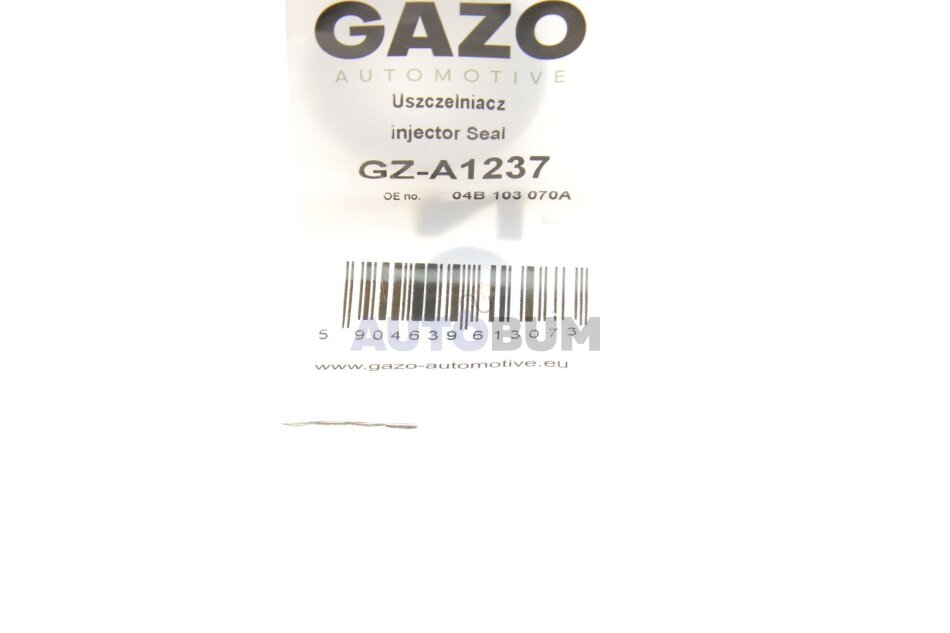 GAZO
AUTOMOTIVE
Uszczelniacz
injector Seal
GZ-A1237
OE no. 04B 103 070A
5 904639 613073
AUTOBUM
www.gazo-automotive.eu